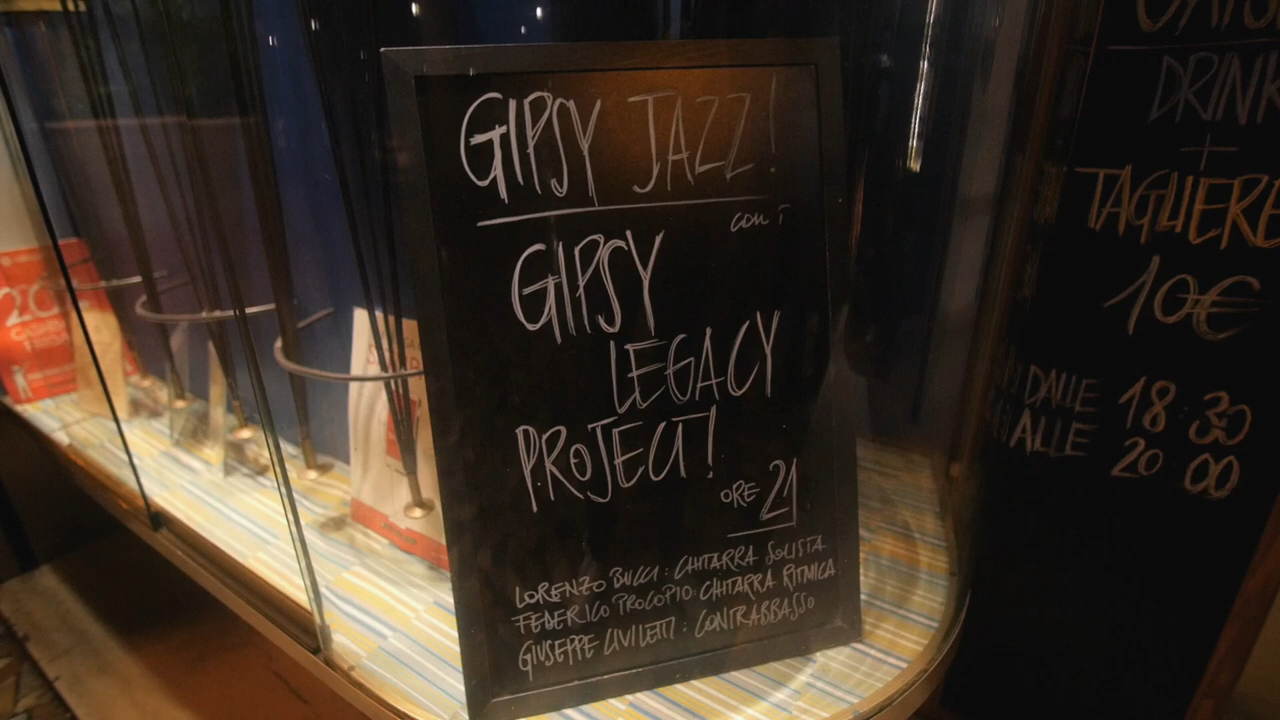 GIPSY JAZZ!
con i
GIPSY
LEGACY
PROJECT!
ORE 21
LORENZO BUCCI: CHITARRA SOLISTA
FEDERICO PROCOPIO: CHITARRA RITMICA
GIUSEPPE CIVILETTI: CONTRABBASSO
DRINK
+
TAGLIERE
10€
DALLE 18 30
ALLE 20 00